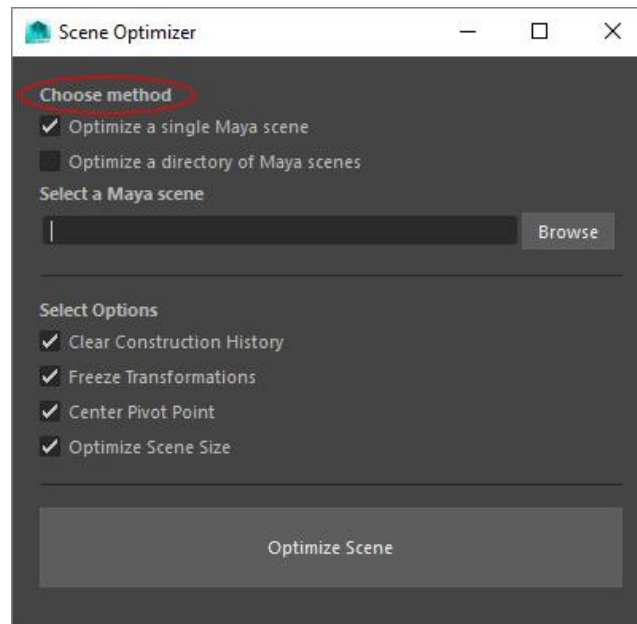 Scene Optimizer
Choose method
Optimize a single Maya scene
Optimize a directory of Maya scenes
Select a Maya scene
Browse
Select Options
Clear Construction History
Freeze Transformations
Center Pivot Point
Optimize Scene Size
Optimize Scene